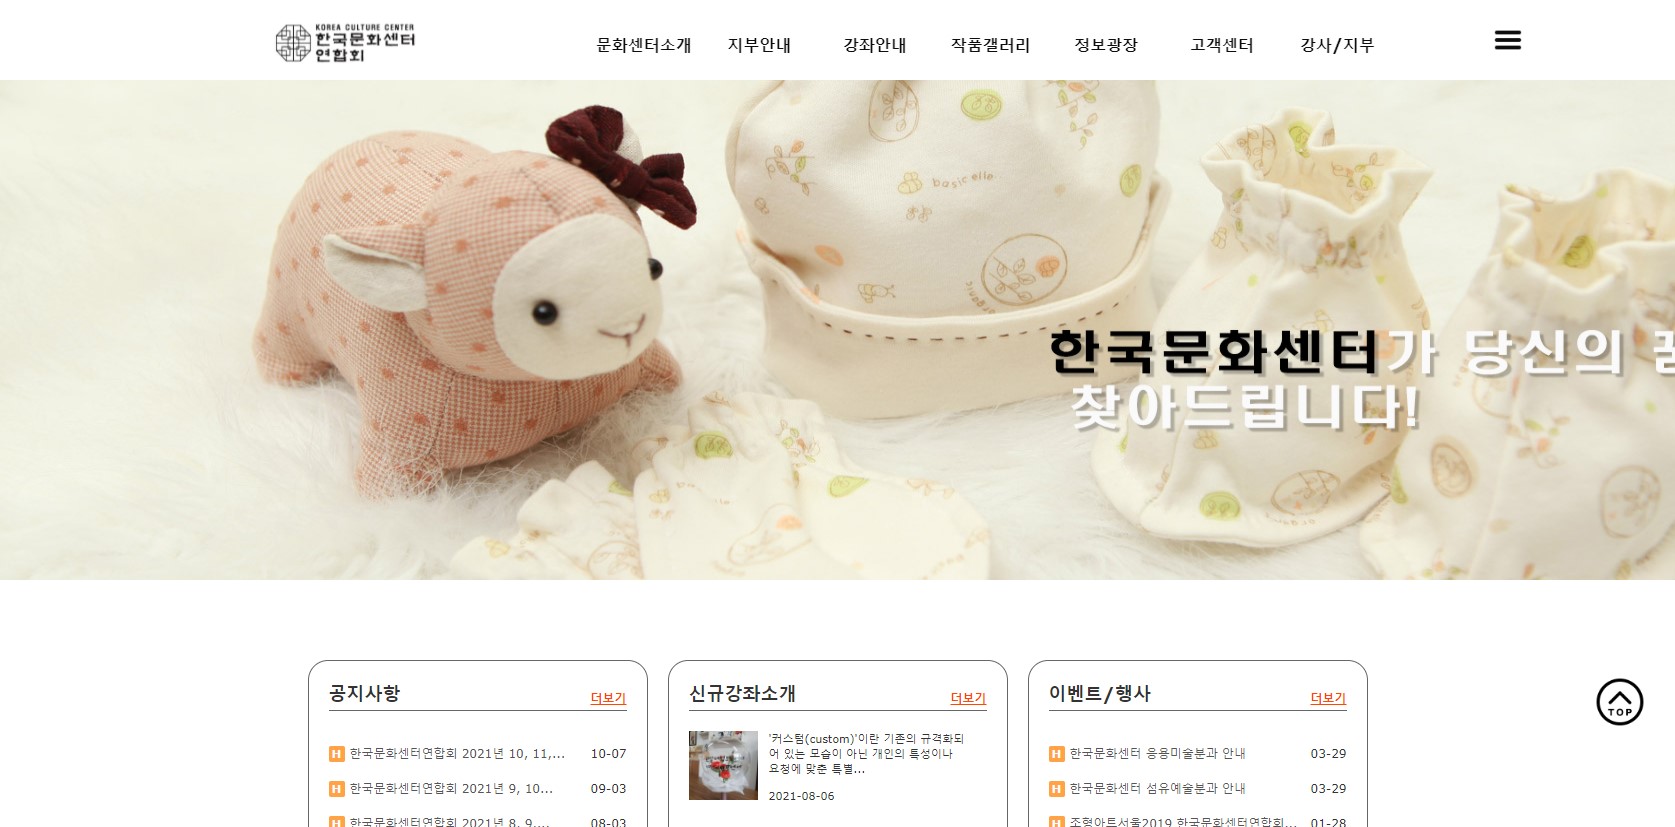 KOREA CULTURE CENTER
한국문화센터
연합회
문화센터소개 지부안내 강좌안내 작품갤러리 정보광장 고객센터 강사/지부
basic elle
organic
한국문화센터가 당신의 꿈
찾아드립니다!
TOP
공지사항 더보기
H 한국문화센터연합회 2021년 10, 11,... 10-07
H 한국문화센터연합회 2021년 9, 10... 09-03
H 한국문화센터연합회 2021년 8, 9,... 08-03
신규강좌소개 더보기
'커스텀(custom)'이란 기존의 규격화되
어 있는 모습이 아닌 개인의 특성이나
요청에 맞춘 특별...
2021-08-06
이벤트/행사 더보기
H 한국문화센터 응용미술분과 안내 03-29
H 한국문화센터 섬유예술분과 안내 03-29
H 조형아트서울2019 한국문화센터연합회... 01-28